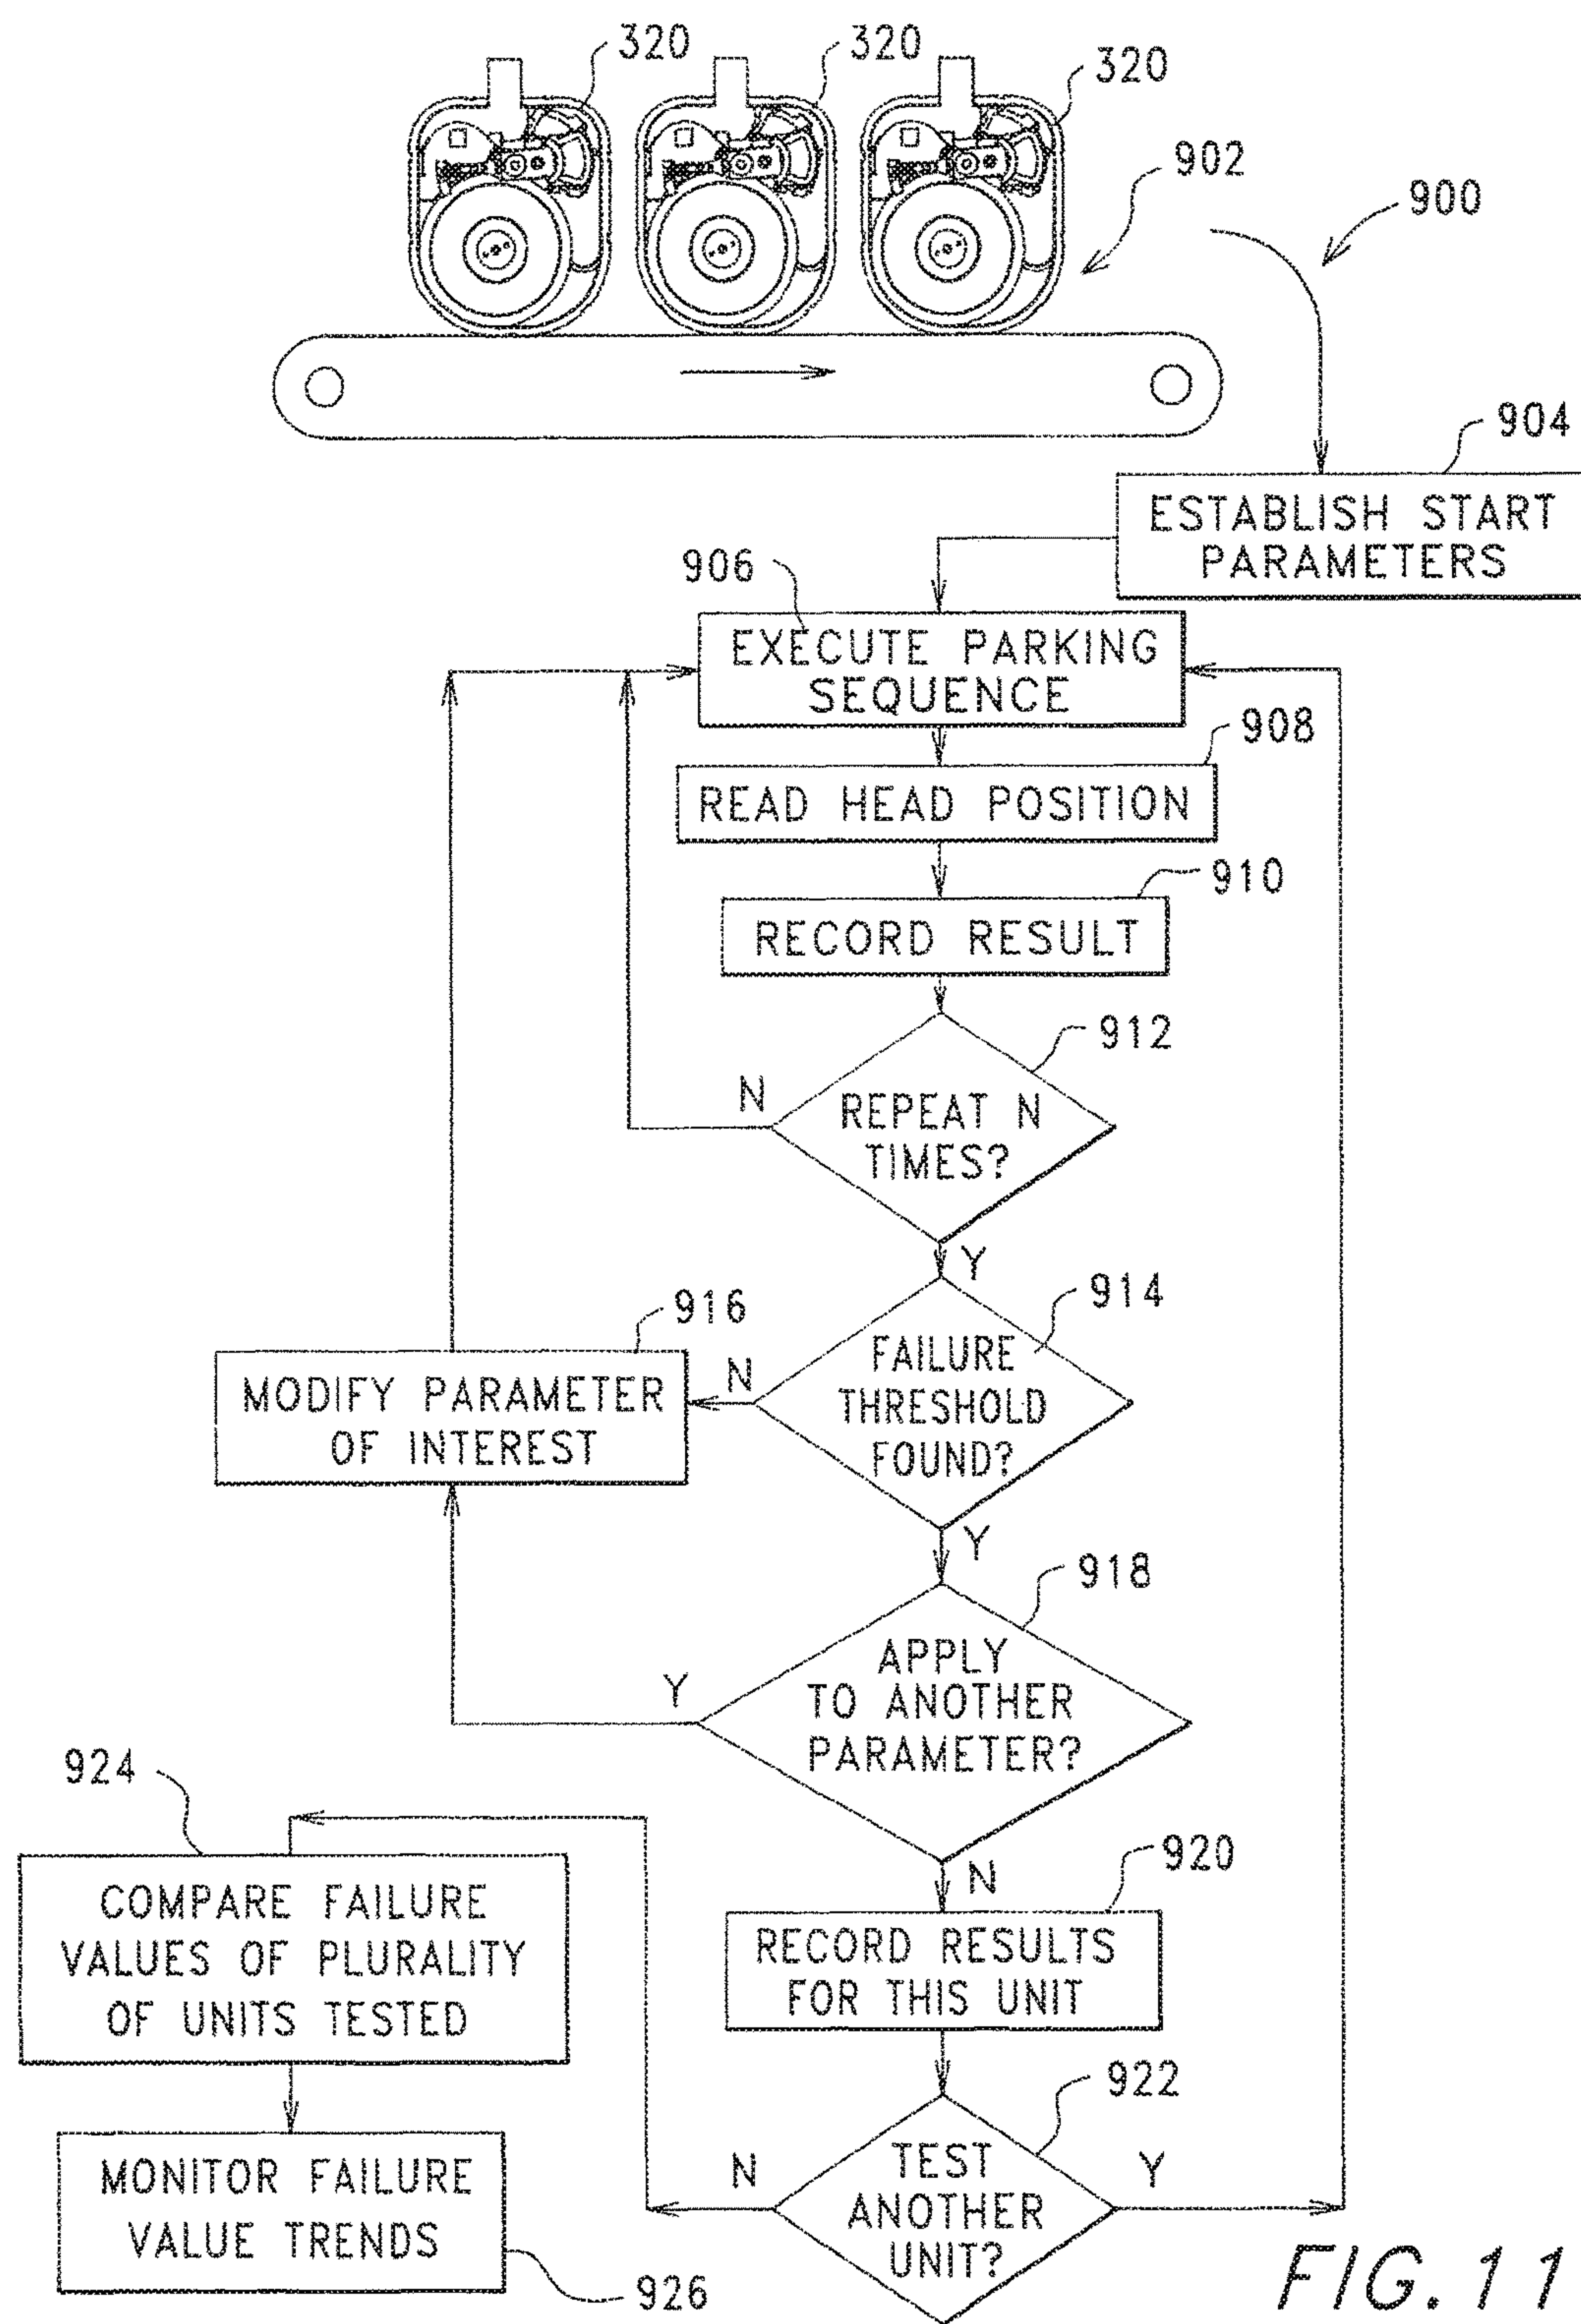 320
320
320
902
900
904
ESTABLISH START
PARAMETERS
906
EXECUTE PARKING
SEQUENCE
908
READ HEAD POSITION
910
RECORD RESULT
912
N
REPEAT N
TIMES?
Y
914
916
FAILURE
THRESHOLD
FOUND?
N
MODIFY PARAMETER
OF INTEREST
Y
918
APPLY
TO ANOTHER
PARAMETER?
Y
924
N
920
COMPARE FAILURE
VALUES OF PLURALITY
OF UNITS TESTED
RECORD RESULTS
FOR THIS UNIT
922
TEST
ANOTHER
UNIT?
N
Y
MONITOR FAILURE
VALUE TRENDS
926
FIG. 11